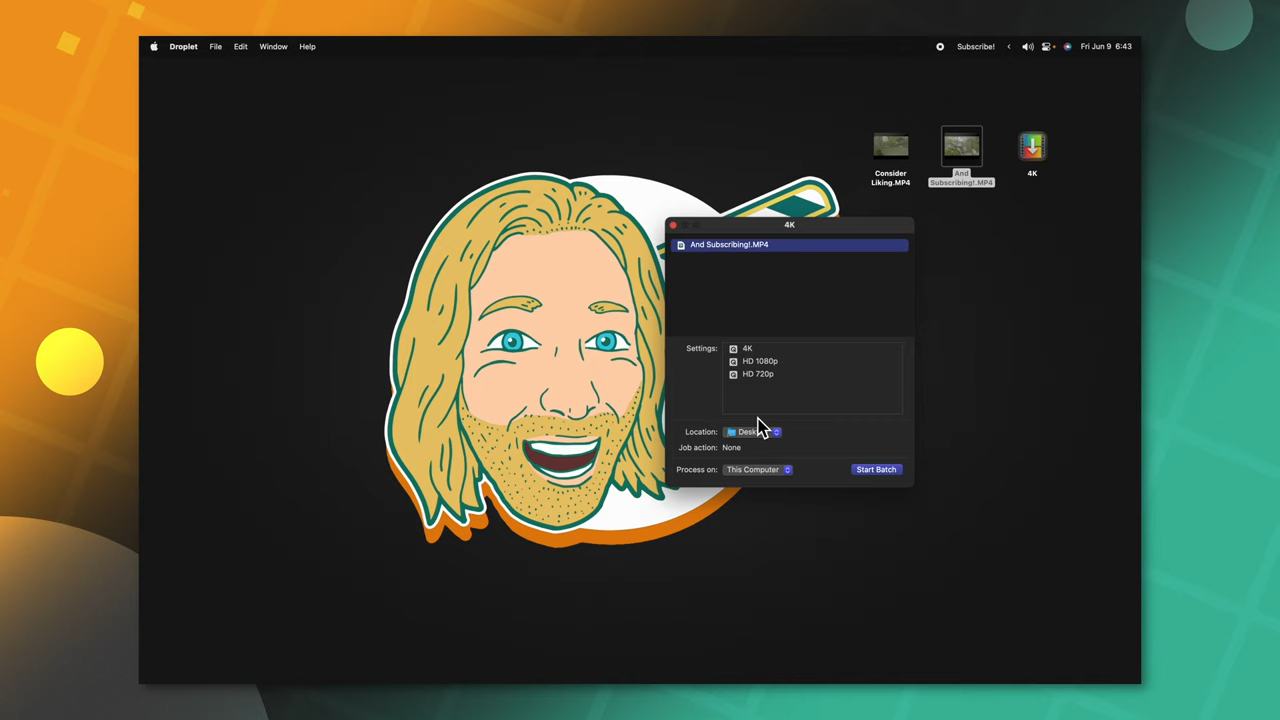 Droplet File Edit Window Help
Subscribe! Fri Jun 9 6:43
Consider
Liking.MP4
And
Subscribing!.MP4
4K
4K
And Subscribing!.MP4
Settings:
4K
HD 1080p
HD 720p
Location:
Job action: None
Process on: This Computer
Start Batch